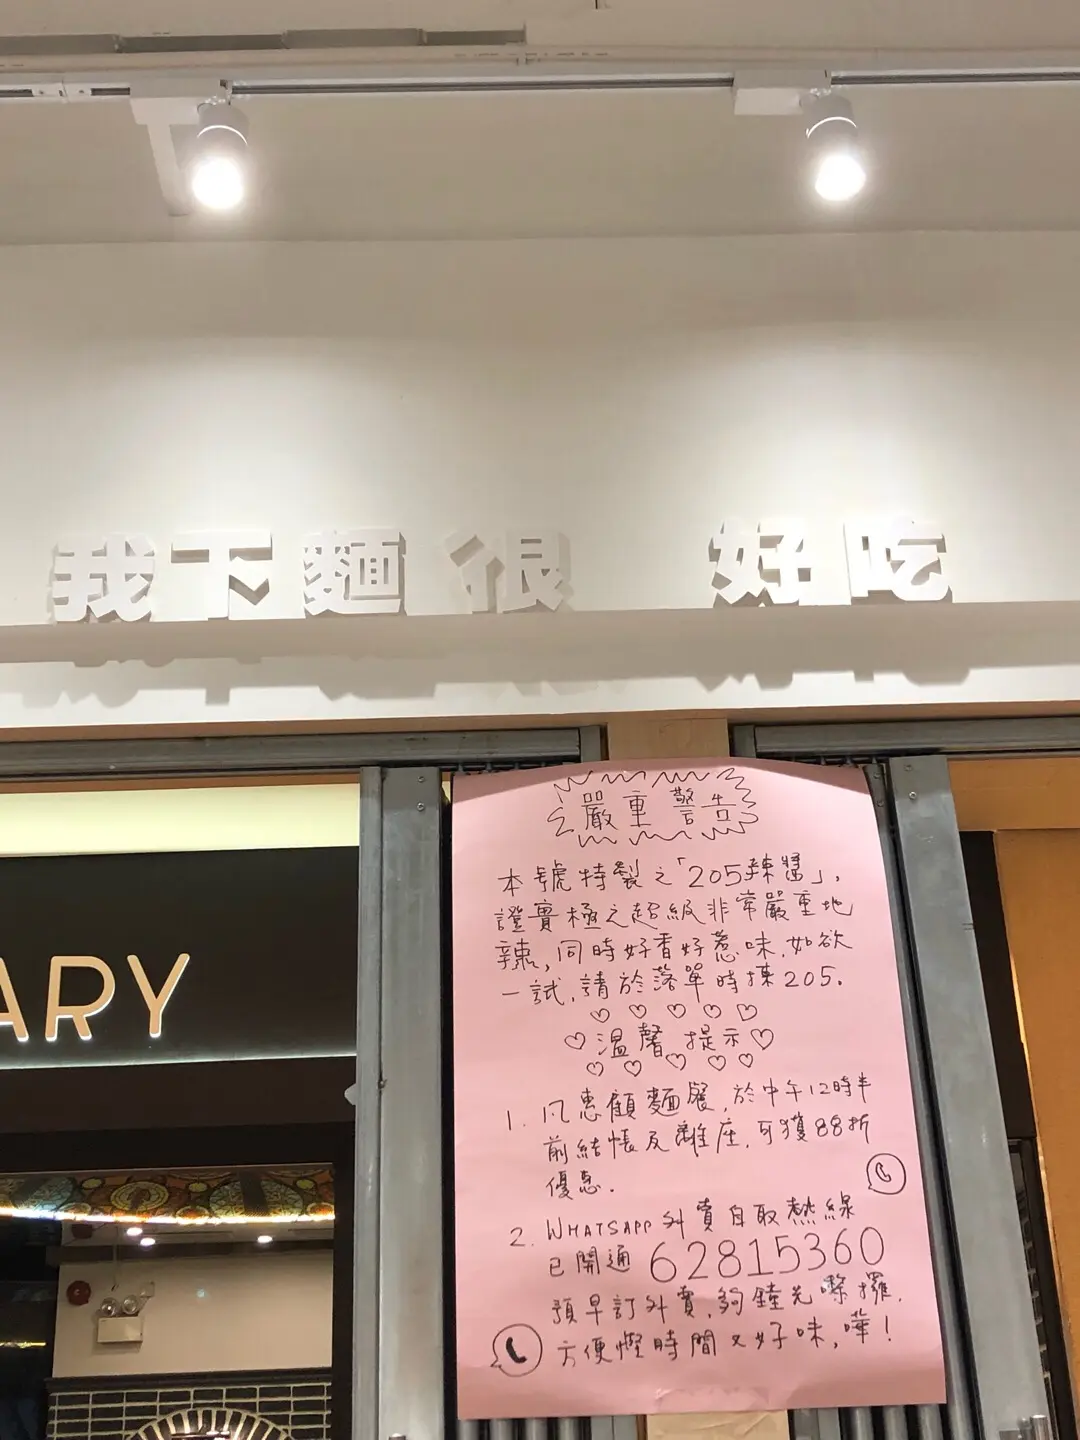 我下麵很 好吃
嚴重警告
本號特製之「205辣醬」，
證實極之超級非常嚴重地
辣，同時好香好惹味，如欲
一試，請於落單時揀205.
溫馨提示
1. 凡惠顧麵餐，於中午12時半
前結帳及離座，可獲88折
優惠.
2. WHATSAPP外賣自取熱線
已開通 62815360
預早訂外賣，夠鐘先嚟攞，
方便慳時間又好味，嘩！
ARY